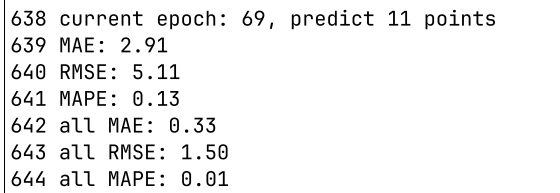 638 current epoch: 69, predict 11 points
639 MAE: 2.91
640 RMSE: 5.11
641 MAPE: 0.13
642 all MAE: 0.33
643 all RMSE: 1.50
644 all MAPE: 0.01